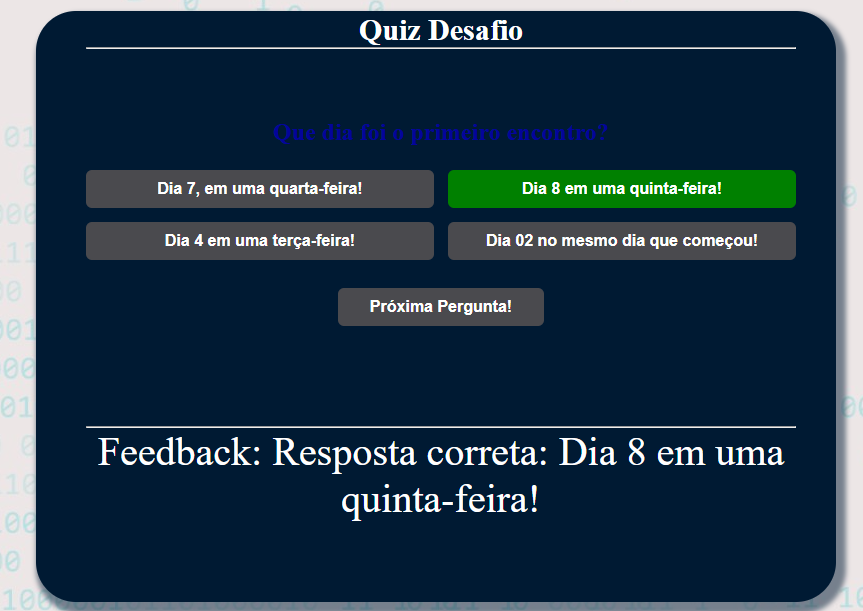 Quiz Desafio
Que dia foi o primeiro encontro?
Dia 7, em uma quarta-feira!
Dia 8 em uma quinta-feira!
Dia 4 em uma terça-feira!
Dia 02 no mesmo dia que começou!
Próxima Pergunta!
Feedback: Resposta correta: Dia 8 em uma
quinta-feira!